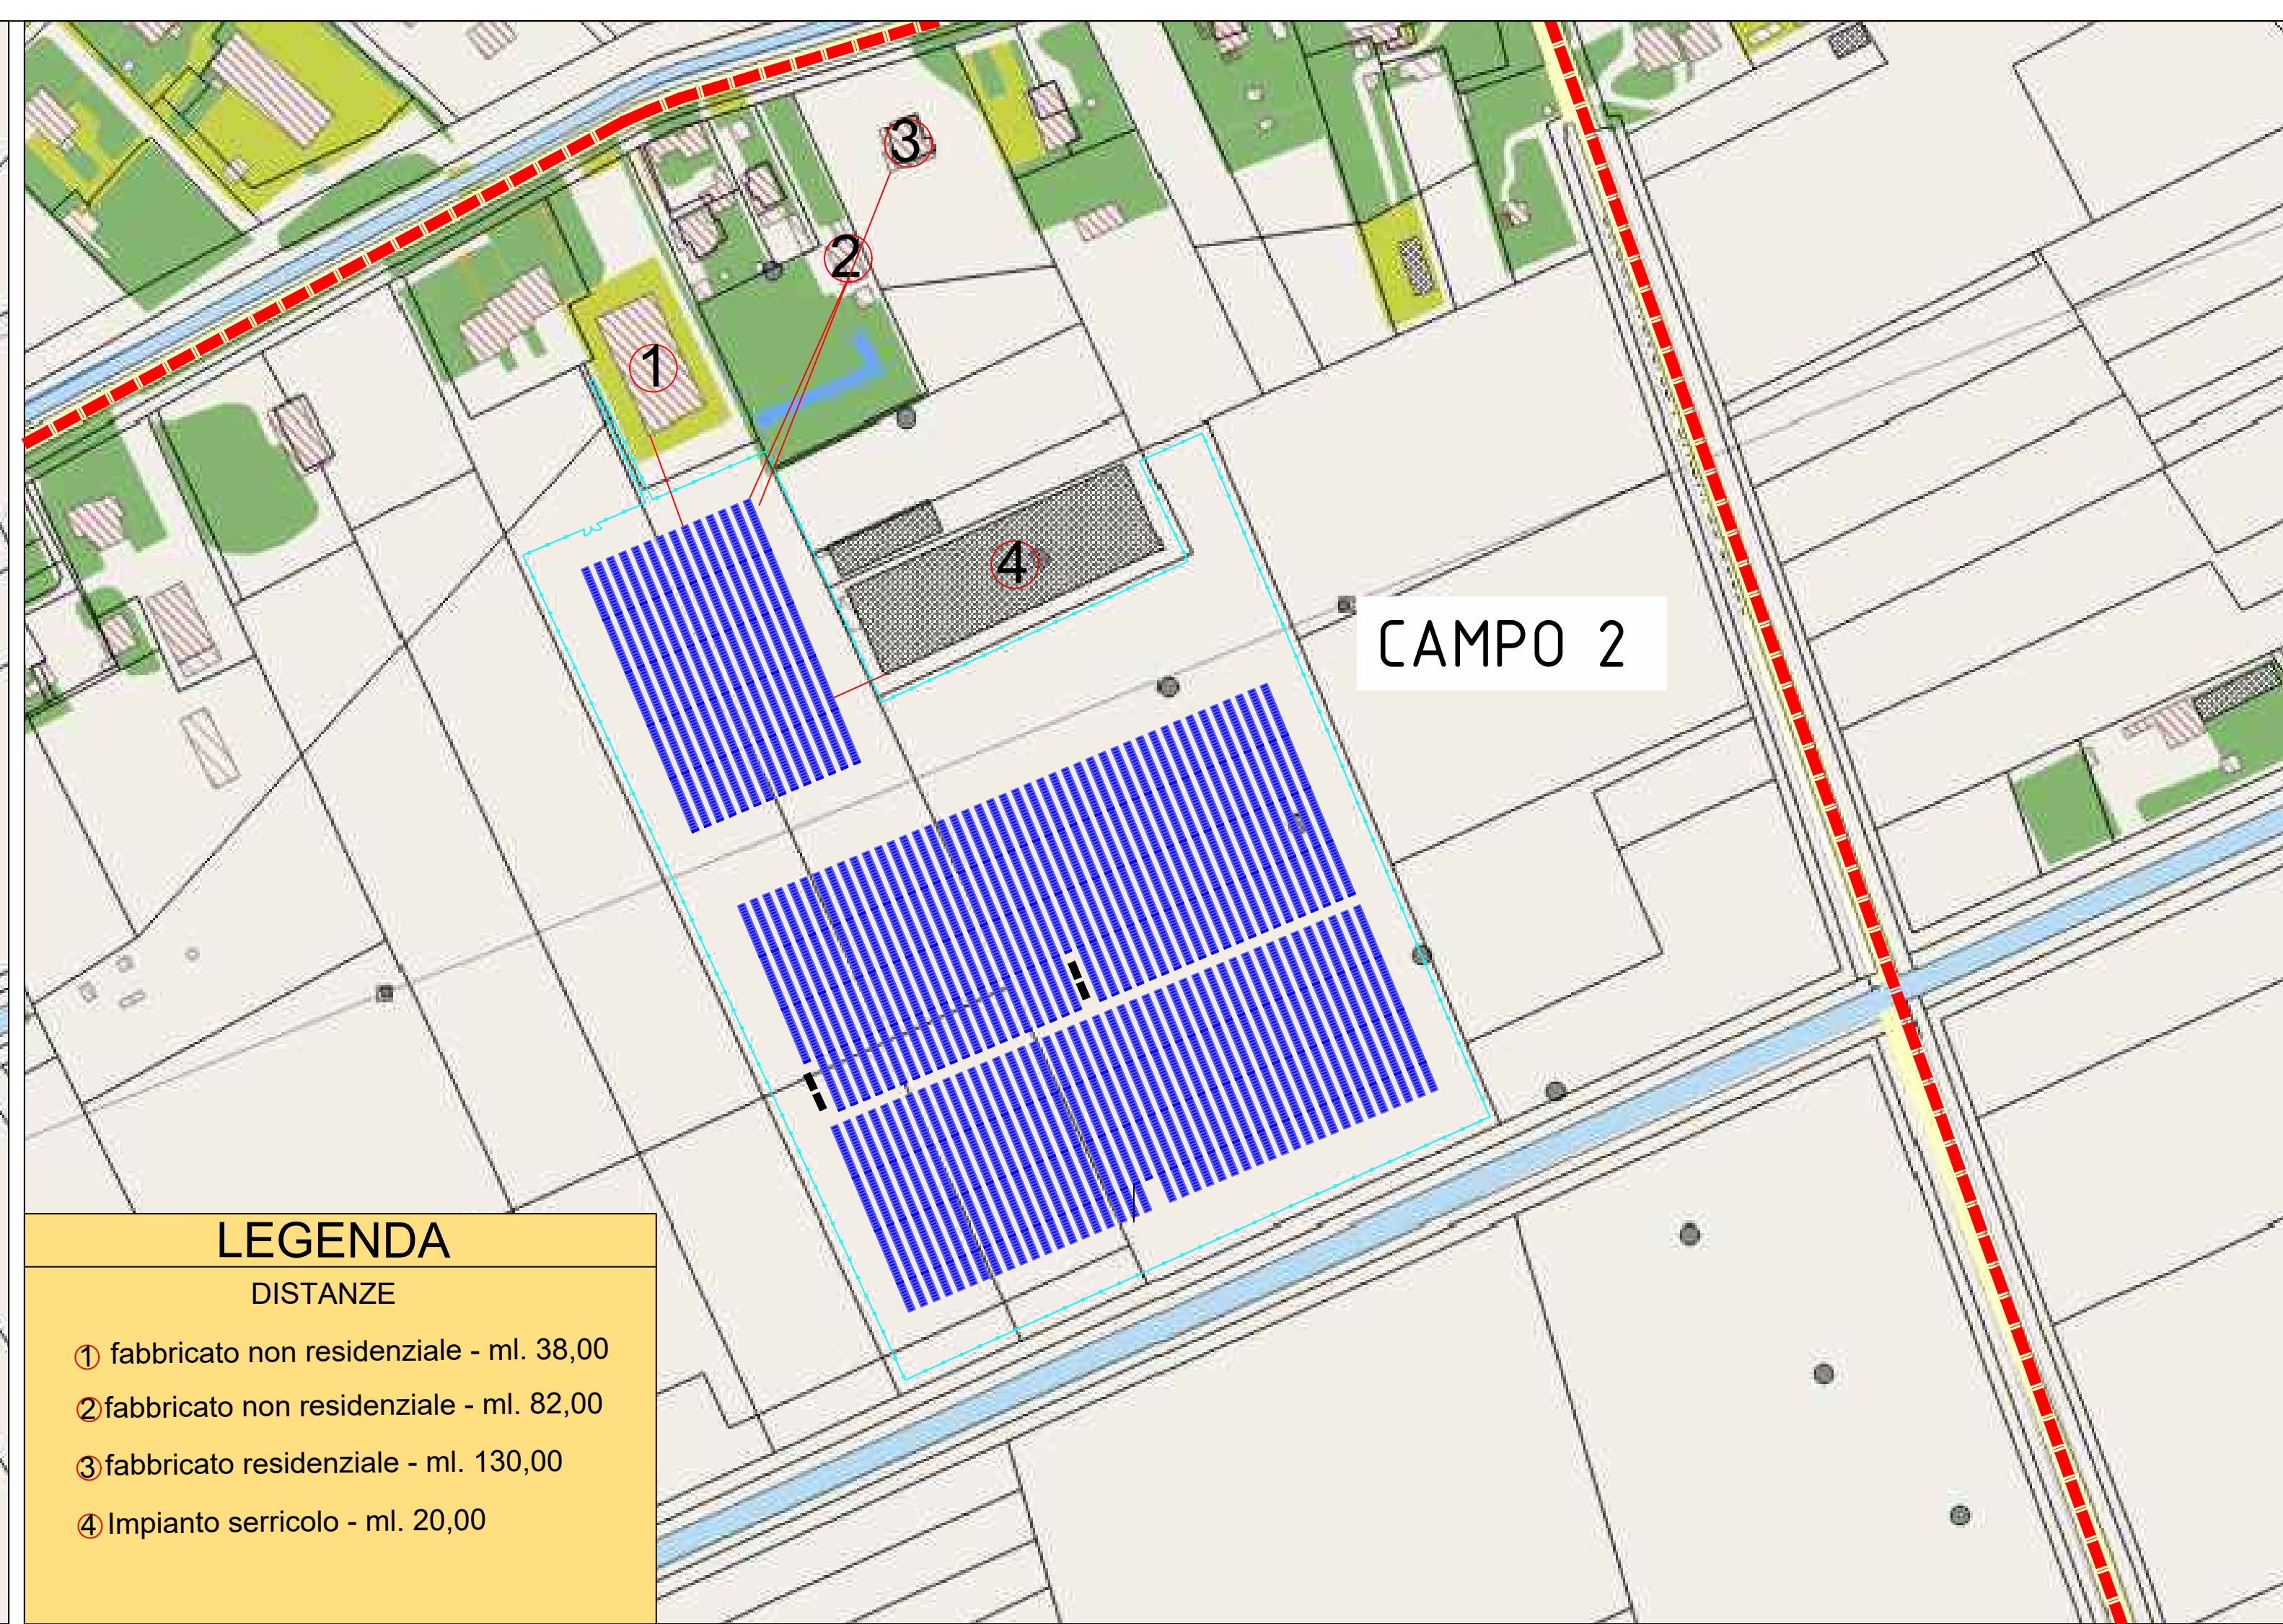 3
2
1
4
CAMPO 2
LEGENDA
DISTANZE
1 fabbricato non residenziale - ml. 38,00
2 fabbricato non residenziale - ml. 82,00
3 fabbricato residenziale - ml. 130,00
4 Impianto serricolo - ml. 20,00